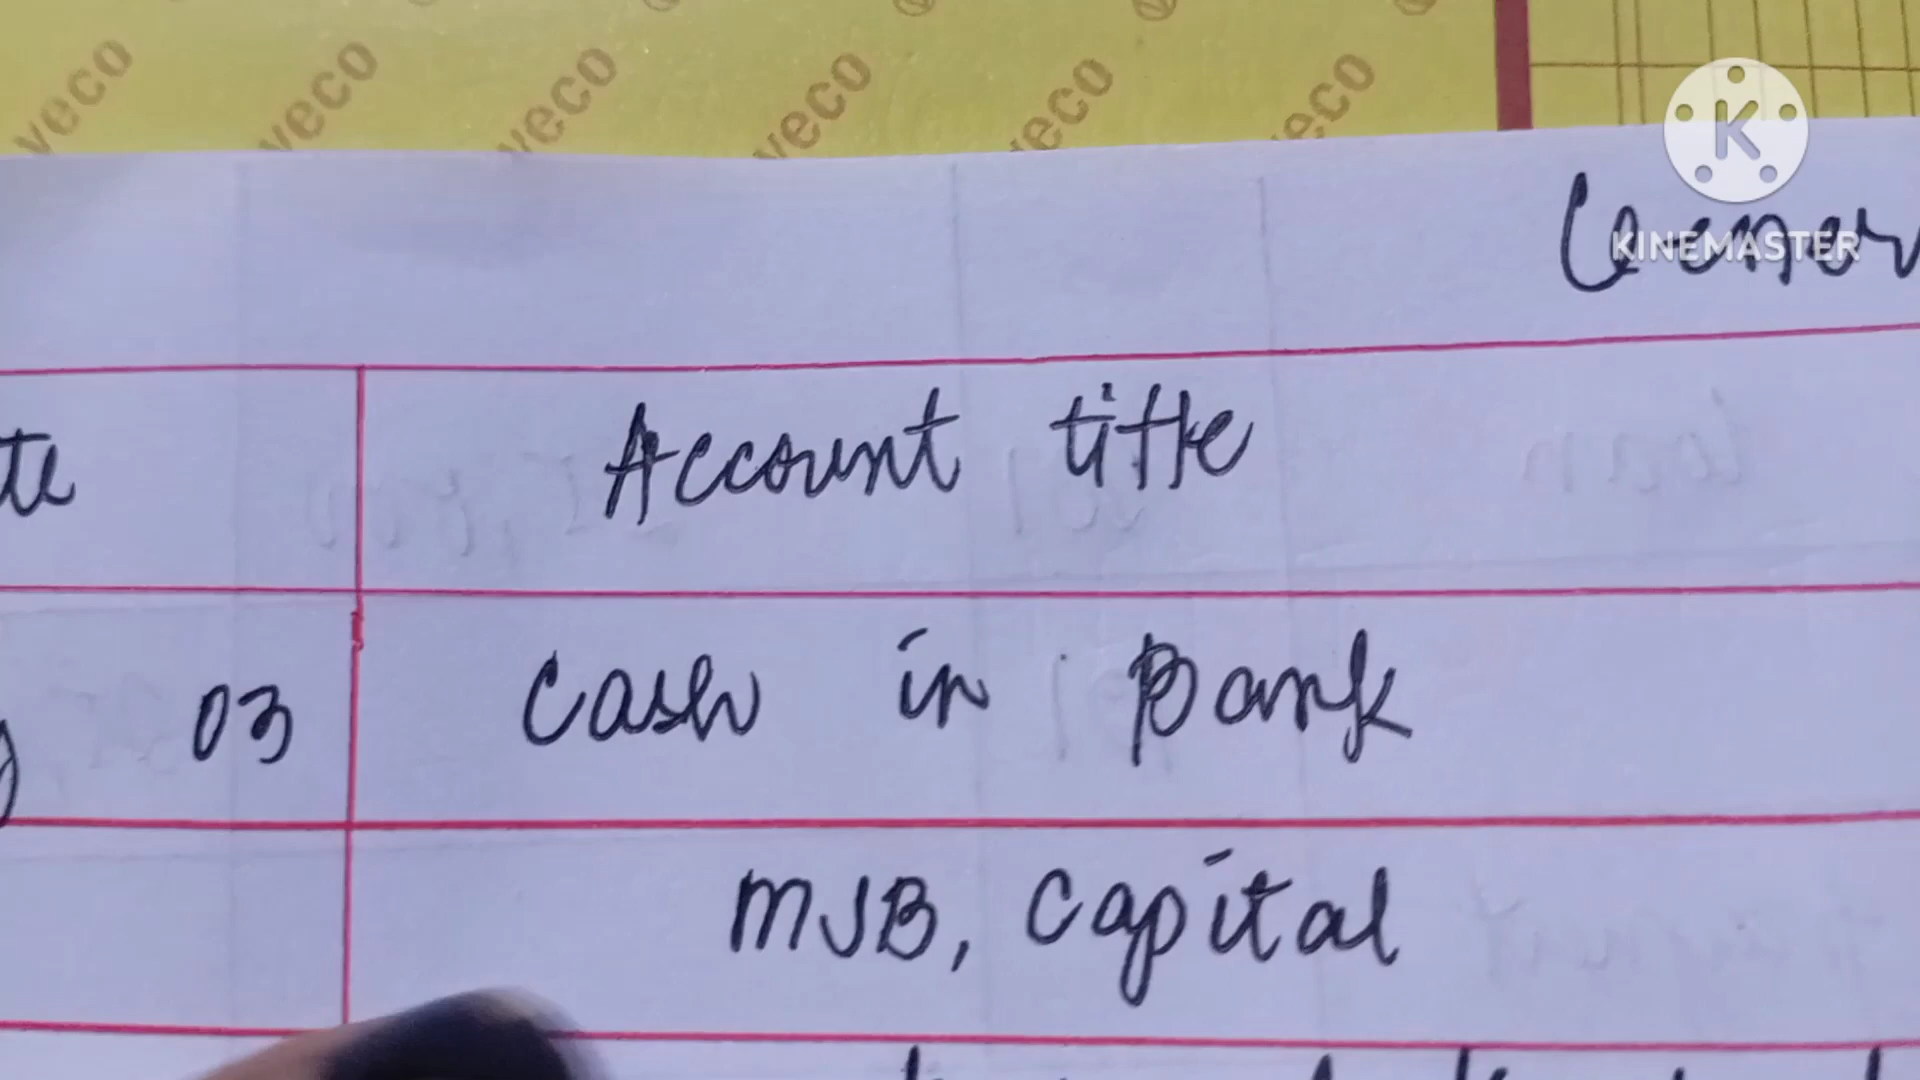 veco veco veco veco veco veco
K
KINEMASTER
Account title
03 Cash in Bank
MJB, Capital